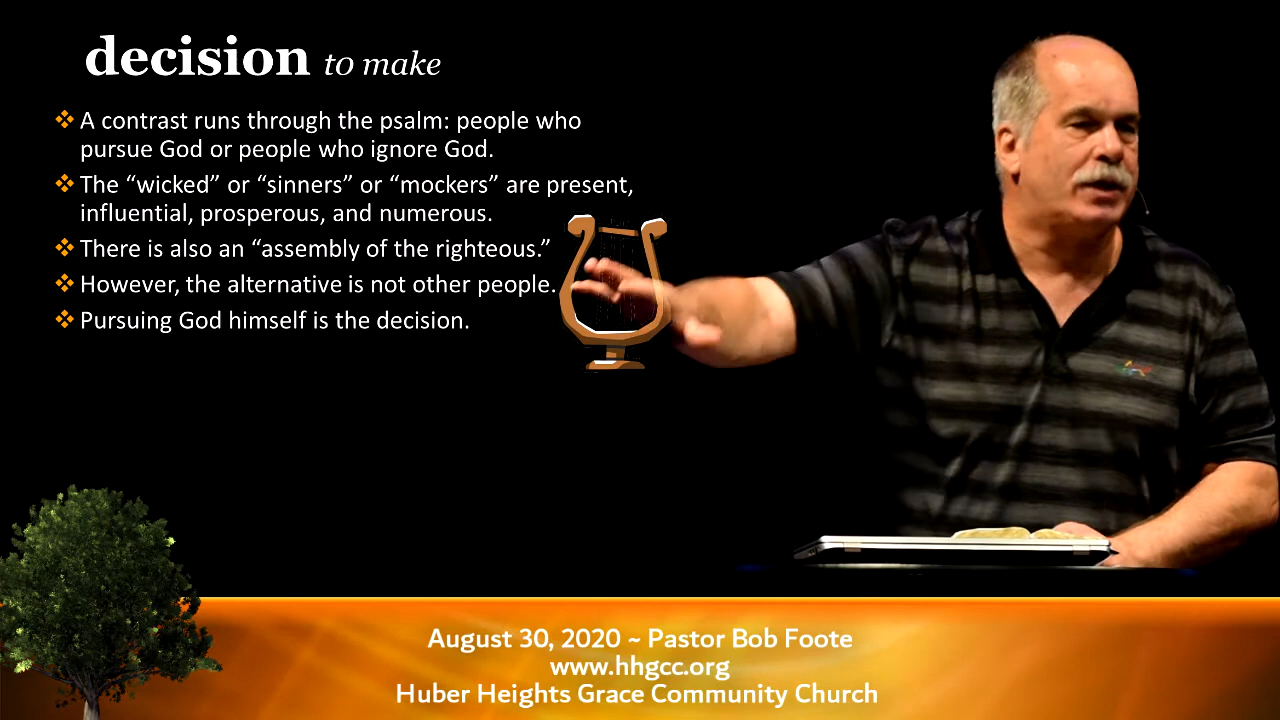 decision to make
❖ A contrast runs through the psalm: people who
pursue God or people who ignore God.
❖ The “wicked” or “sinners” or “mockers” are present,
influential, prosperous, and numerous.
❖ There is also an “assembly of the righteous.”
❖ However, the alternative is not other people.
❖ Pursuing God himself is the decision.
August 30, 2020 ~ Pastor Bob Foote
www.hhgcc.org
Huber Heights Grace Community Church